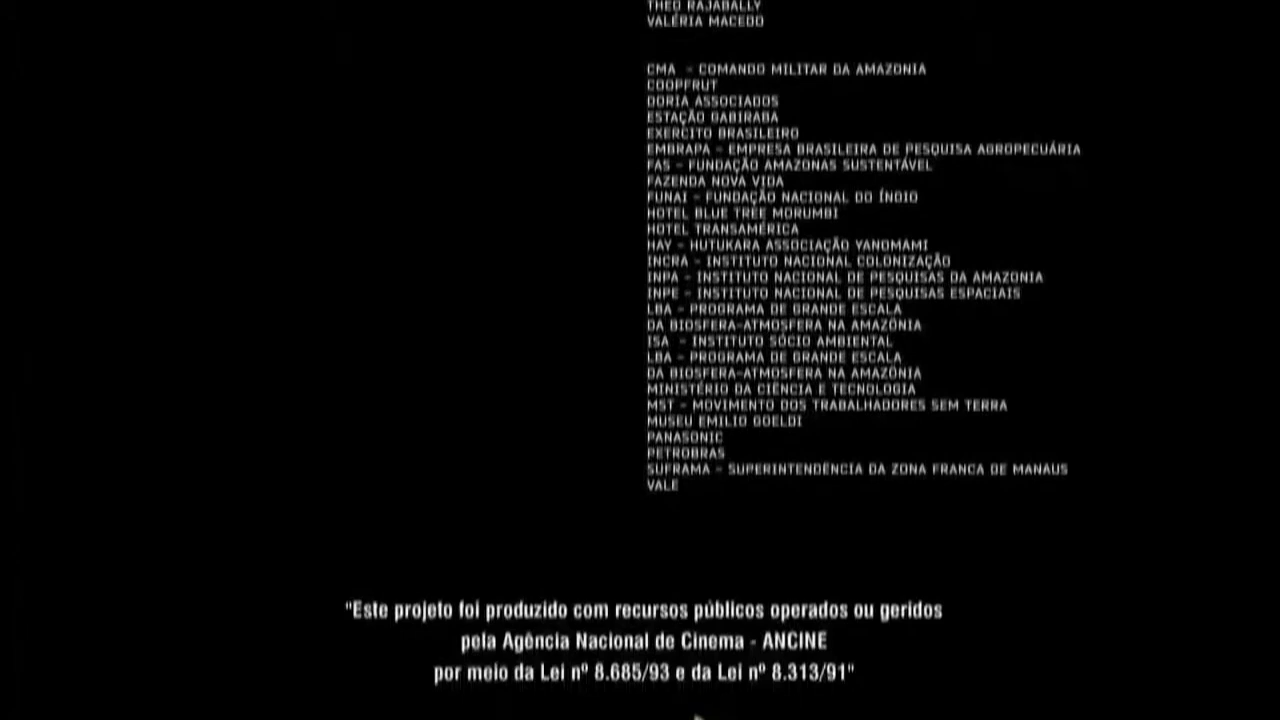 THEO RAJABALLY
VALÉRIA MACEDO
CMA - COMANDO MILITAR DA AMAZONIA
COOPFRUT
DORIA ASSOCIADOS
ESTAÇÃO GABIRABA
EXERCITO BRASILEIRO
EMBRAPA - EMPRESA BRASILEIRA DE PESQUISA AGROPECUÁRIA
FAS - FUNDAÇÃO AMAZONAS SUSTENTÁVEL
FAZENDA NOVA VIDA
FUNAI - FUNDAÇÃO NACIONAL DO ÍNDIO
HOTEL BLUE TREE MORUMBI
HOTEL TRANSAMÉRICA
HAY - HUTUKARA ASSOCIAÇÃO YANOMAMI
INCRA - INSTITUTO NACIONAL COLONIZAÇÃO
INPA - INSTITUTO NACIONAL DE PESQUISAS DA AMAZONIA
INPE - INSTITUTO NACIONAL DE PESQUISAS ESPACIAIS
LBA - PROGRAMA DE GRANDE ESCALA
DA BIOSFERA-ATMOSFERA NA AMAZÔNIA
ISA - INSTITUTO SÓCIO AMBIENTAL
LBA - PROGRAMA DE GRANDE ESCALA
DA BIOSFERA-ATMOSFERA NA AMAZÔNIA
MINISTÉRIO DA CIÊNCIA E TECNOLOGIA
MST - MOVIMENTO DOS TRABALHADORES SEM TERRA
MUSEU EMILIO GOELDI
PANASONIC
PETROBRAS
SUFRAMA - SUPERINTENDÊNCIA DA ZONA FRANCA DE MANAUS
VALE
"Este projeto foi produzido com recursos públicos operados ou geridos
pela Agência Nacional de Cinema - ANCINE
por meio da Lei nº 8.685/93 e da Lei nº 8.313/91"